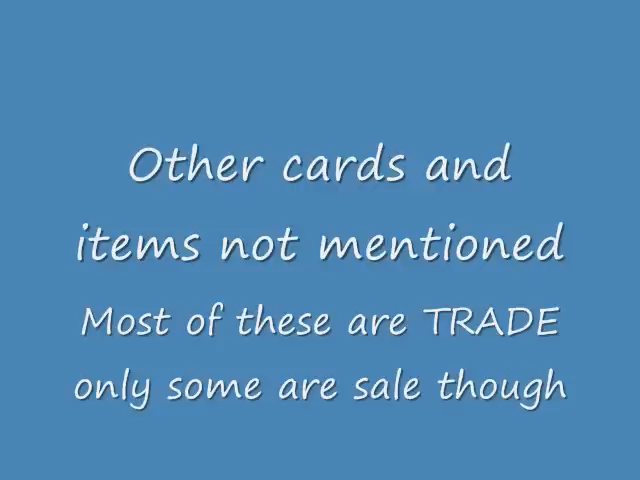 Other cards and
items not mentioned
Most of these are TRADE
only some are sale though